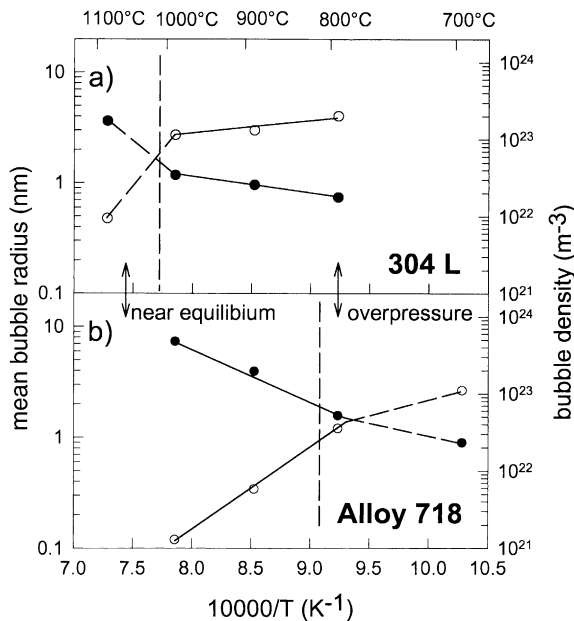 1100°C 1000°C 900°C 800°C 700°C
a)
10
1
0.1
10^24
10^23
10^22
10^21
304 L
near equilibium
overpressure
b)
10
1
0.1
10^24
10^23
10^22
10^21
Alloy 718
mean bubble radius (nm)
bubble density (m^-3)
7.0 7.5 8.0 8.5 9.0 9.5 10.0 10.5
10000/T (K^-1)